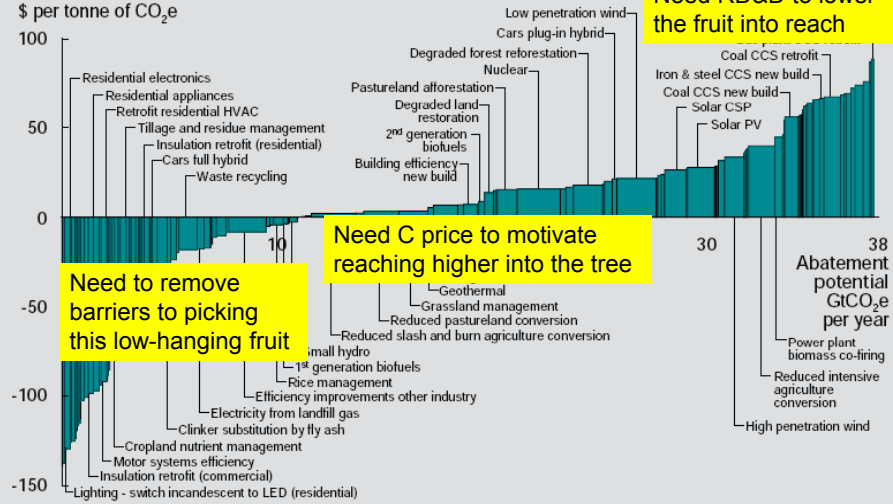 $ per tonne of CO₂e
Need RD&D to lower
the fruit into reach
Low penetration wind
Cars plug-in hybrid
Degraded forest reforestation
Nuclear
Pastureland afforestation
Degraded land
restoration
2nd generation
biofuels
Building efficiency
new build
Coal CCS retrofit
Iron & steel CCS new build
Coal CCS new build
Solar CSP
Solar PV
Residential electronics
Residential appliances
Retrofit residential HVAC
Tillage and residue management
Insulation retrofit (residential)
Cars full hybrid
Waste recycling
100
50
0
-50
-100
-150
10
30
38
Abatement
potential
GtCO₂e
per year
Need C price to motivate
reaching higher into the tree
Need to remove
barriers to picking
this low-hanging fruit
Geothermal
Grassland management
Reduced pastureland conversion
Reduced slash and burn agriculture conversion
Small hydro
1st generation biofuels
Rice management
Efficiency improvements other industry
Electricity from landfill gas
Clinker substitution by fly ash
Cropland nutrient management
Motor systems efficiency
Insulation retrofit (commercial)
Lighting - switch incandescent to LED (residential)
Power plant
biomass co-firing
Reduced intensive
agriculture
conversion
High penetration wind